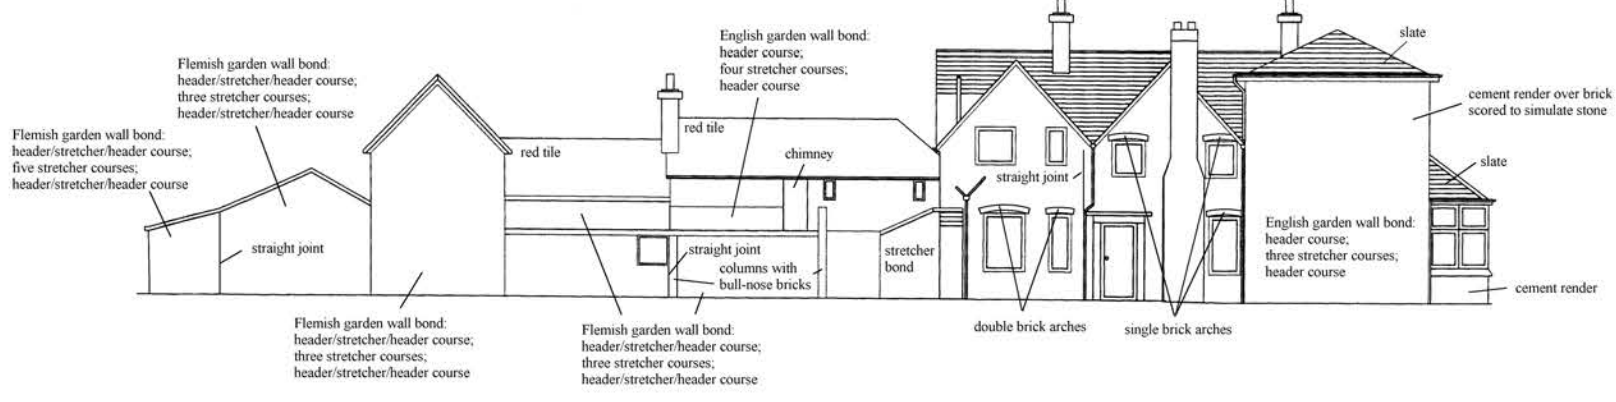 English garden wall bond:
header course;
four stretcher courses;
header course
slate
Flemish garden wall bond:
header/stretcher/header course;
three stretcher courses;
header/stretcher/header course
cement render over brick
scored to simulate stone
Flemish garden wall bond:
header/stretcher/header course;
five stretcher courses;
header/stretcher/header course
red tile
red tile
chimney
straight joint
slate
straight joint
straight joint
columns with
bull-nose bricks
stretcher
bond
English garden wall bond:
header course;
three stretcher courses;
header course
cement render
Flemish garden wall bond:
header/stretcher/header course;
three stretcher courses;
header/stretcher/header course
Flemish garden wall bond:
header/stretcher/header course;
three stretcher courses;
header/stretcher/header course
double brick arches
single brick arches